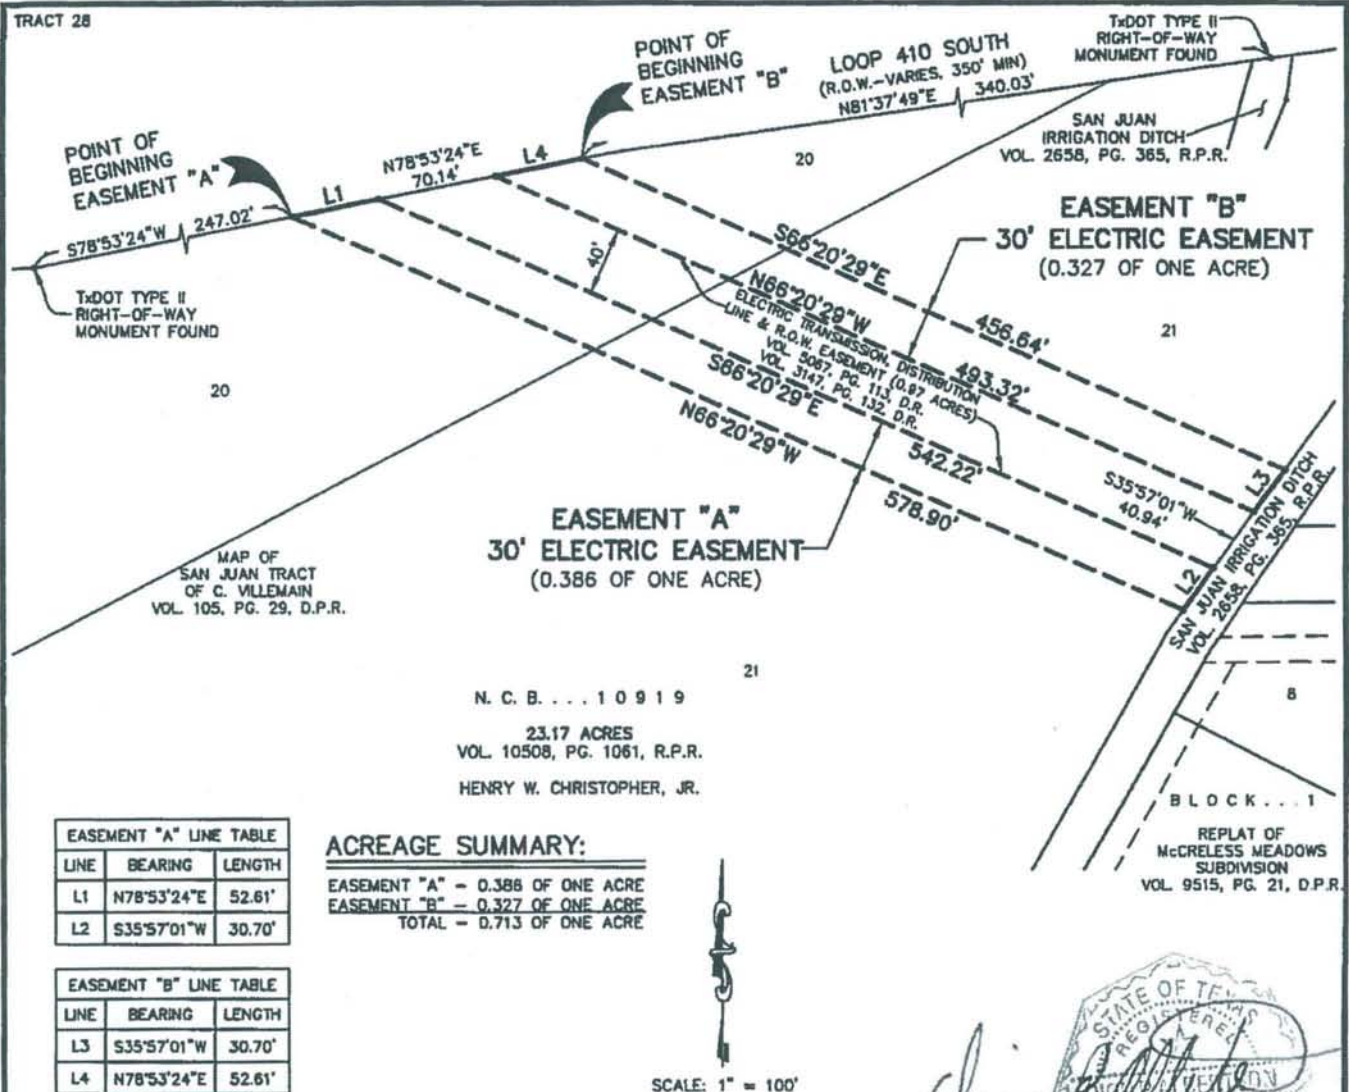 TRACT 28
POINT OF
BEGINNING
EASEMENT "A"
POINT OF
BEGINNING
EASEMENT "B"
LOOP 410 SOUTH
(R.O.W.-VARIES, 350' MIN)
N81°37'49"E 340.03'
TxDOT TYPE II
RIGHT-OF-WAY
MONUMENT FOUND
SAN JUAN
IRRIGATION DITCH
VOL. 2658, PG. 365, R.P.R.
N78°53'24"E
70.14'
L4
L1
S78°53'24"W 247.02'
TxDOT TYPE II
RIGHT-OF-WAY
MONUMENT FOUND
20
20
EASEMENT "B"
30' ELECTRIC EASEMENT
(0.327 OF ONE ACRE)
21
40'
S66°20'29"E 456.64'
N66°20'29"W 493.32'
ELECTRIC TRANSMISSION, DISTRIBUTION
LINE & R.O.W. EASEMENT (0.97 ACRES)
VOL. 5067, PG. 113, D.R.
VOL. 3147, PG. 132, D.R.
S66°20'29"E 542.22'
N66°20'29"W 578.90'
S35°57'01"W
40.94'
L3
L2
SAN JUAN IRRIGATION DITCH
VOL. 2658, PG. 365, R.P.R.
EASEMENT "A"
30' ELECTRIC EASEMENT
(0.386 OF ONE ACRE)
MAP OF
SAN JUAN TRACT
OF C. VILLEMAIN
VOL. 105, PG. 29, D.P.R.
21
N. C. B. . . . 1 0 9 1 9
23.17 ACRES
VOL. 10508, PG. 1061, R.P.R.
HENRY W. CHRISTOPHER, JR.
8
B L O C K . . . 1
REPLAT OF
McCRELESS MEADOWS
SUBDIVISION
VOL. 9515, PG. 21, D.P.R.
EASEMENT "A" LINE TABLE
LINE BEARING LENGTH
L1 N78°53'24"E 52.61'
L2 S35°57'01"W 30.70'
EASEMENT "B" LINE TABLE
LINE BEARING LENGTH
L3 S35°57'01"W 30.70'
L4 N78°53'24"E 52.61'
ACREAGE SUMMARY:
EASEMENT "A" - 0.386 OF ONE ACRE
EASEMENT "B" - 0.327 OF ONE ACRE
TOTAL - 0.713 OF ONE ACRE
SCALE: 1" = 100'
STATE OF TEXAS
REGISTERED